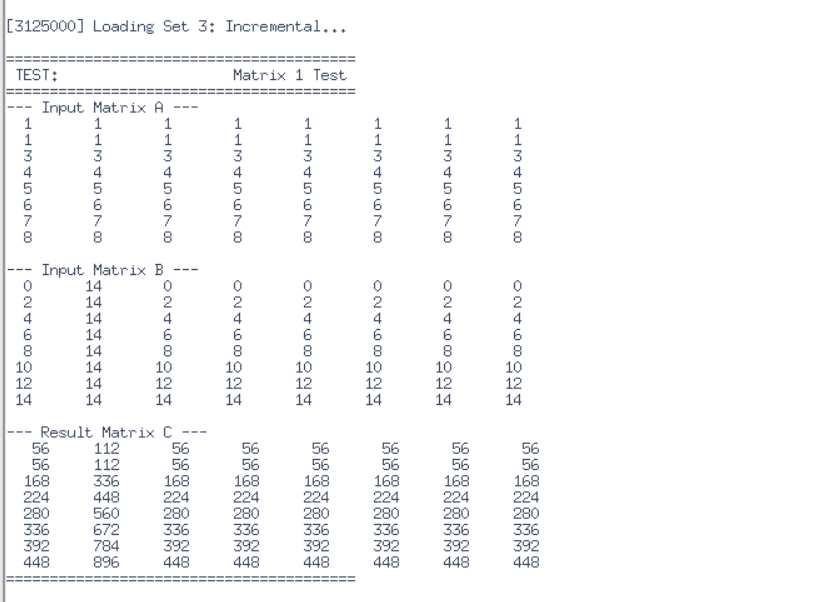 [3125000] Loading Set 3: Incremental...
========================================
TEST: Matrix 1 Test
========================================
--- Input Matrix A ---
1 1 1 1 1 1 1 1
1 1 1 1 1 1 1 1
3 3 3 3 3 3 3 3
4 4 4 4 4 4 4 4
5 5 5 5 5 5 5 5
6 6 6 6 6 6 6 6
7 7 7 7 7 7 7 7
8 8 8 8 8 8 8 8
--- Input Matrix B ---
0 14 0 0 0 0 0 0
2 14 2 2 2 2 2 2
4 14 4 4 4 4 4 4
6 14 6 6 6 6 6 6
8 14 8 8 8 8 8 8
10 14 10 10 10 10 10 10
12 14 12 12 12 12 12 12
14 14 14 14 14 14 14 14
--- Result Matrix C ---
56 112 56 56 56 56 56 56
56 112 56 56 56 56 56 56
168 336 168 168 168 168 168 168
224 448 224 224 224 224 224 224
280 560 280 280 280 280 280 280
336 672 336 336 336 336 336 336
392 784 392 392 392 392 392 392
448 896 448 448 448 448 448 448
========================================